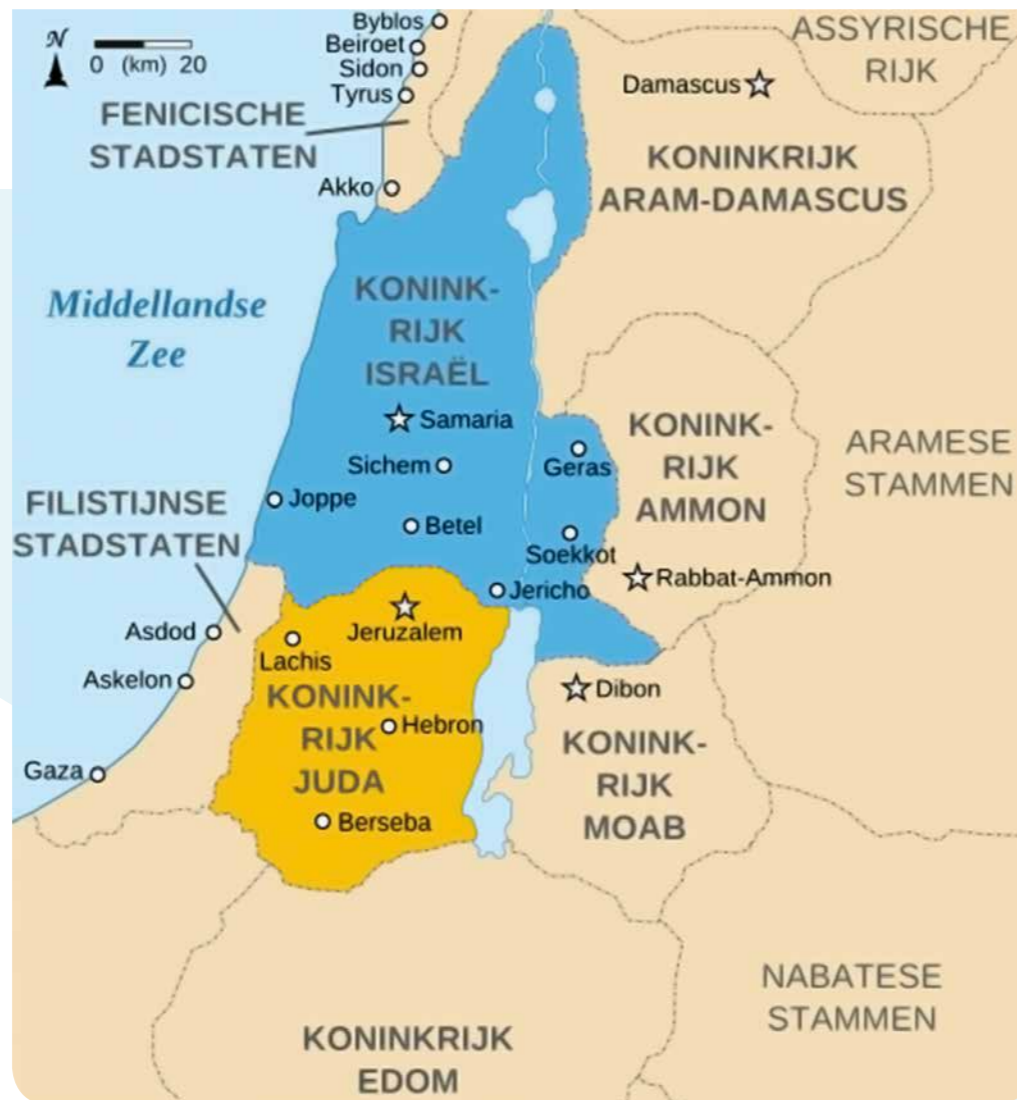 Byblos
Beiroet
Sidon
Tyrus
N
0 (km) 20
FENICISCHE
STADSTATEN
Akko
ASSYRISCHE
RIJK
Damascus
KONINKRIJK
ARAM-DAMASCUS
Middellandse
Zee
KONINK-
RIJK
ISRAËL
Samaria
Sichem
Joppe
Betel
Geras
Soekkot
Jericho
KONINK-
RIJK
AMMON
Rabbat-Ammon
ARAMESE
STAMMEN
FILISTIJNSE
STADSTATEN
Asdod
Askelon
Gaza
Jeruzalem
Lachis
KONINK-
RIJK
JUDA
Hebron
Berseba
Dibon
KONINK-
RIJK
MOAB
NABATESE
STAMMEN
KONINKRIJK
EDOM